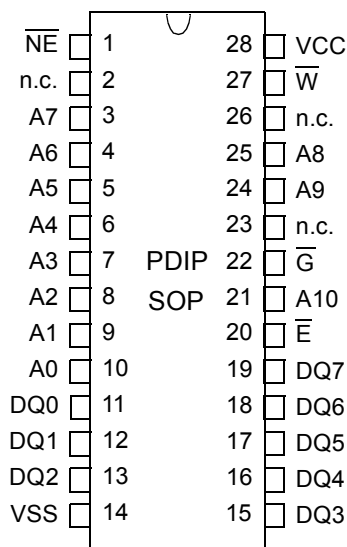 N̅E̅ 1 28 VCC
n.c. 2 27 W̅
A7 3 26 n.c.
A6 4 25 A8
A5 5 24 A9
A4 6 23 n.c.
A3 7 PDIP 22 G̅
A2 8 SOP 21 A10
A1 9 20 E̅
A0 10 19 DQ7
DQ0 11 18 DQ6
DQ1 12 17 DQ5
DQ2 13 16 DQ4
VSS 14 15 DQ3